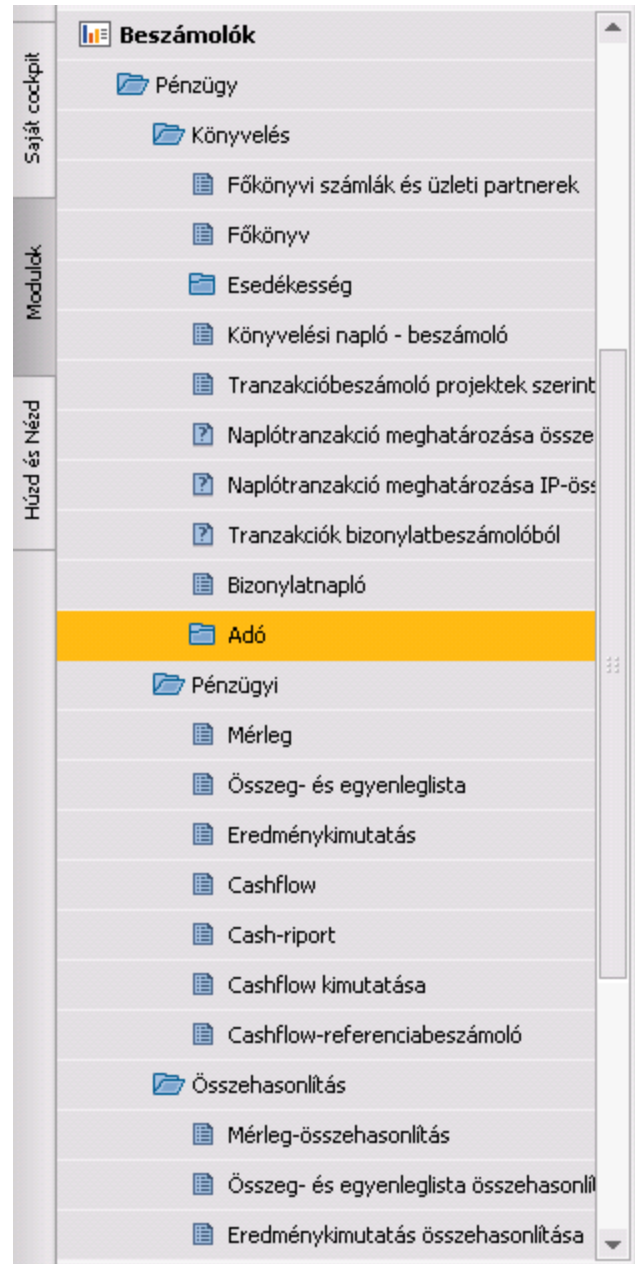 Saját cockpit
Modulok
Húzd és Nézd
Beszámolók
Pénzügy
Könyvelés
Főkönyvi számlák és üzleti partnerek
Főkönyv
Esedékesség
Könyvelési napló - beszámoló
Tranzakcióbeszámoló projektek szerint
Naplótranzakció meghatározása össze
Naplótranzakció meghatározása IP-öss
Tranzakciók bizonylatbeszámolóból
Bizonylatnapló
Adó
Pénzügyi
Mérleg
Összeg- és egyenleglista
Eredménykimutatás
Cashflow
Cash-riport
Cashflow kimutatása
Cashflow-referenciabeszámoló
Összehasonlítás
Mérleg-összehasonlítás
Összeg- és egyenleglista összehasonlí
Eredménykimutatás összehasonlítása